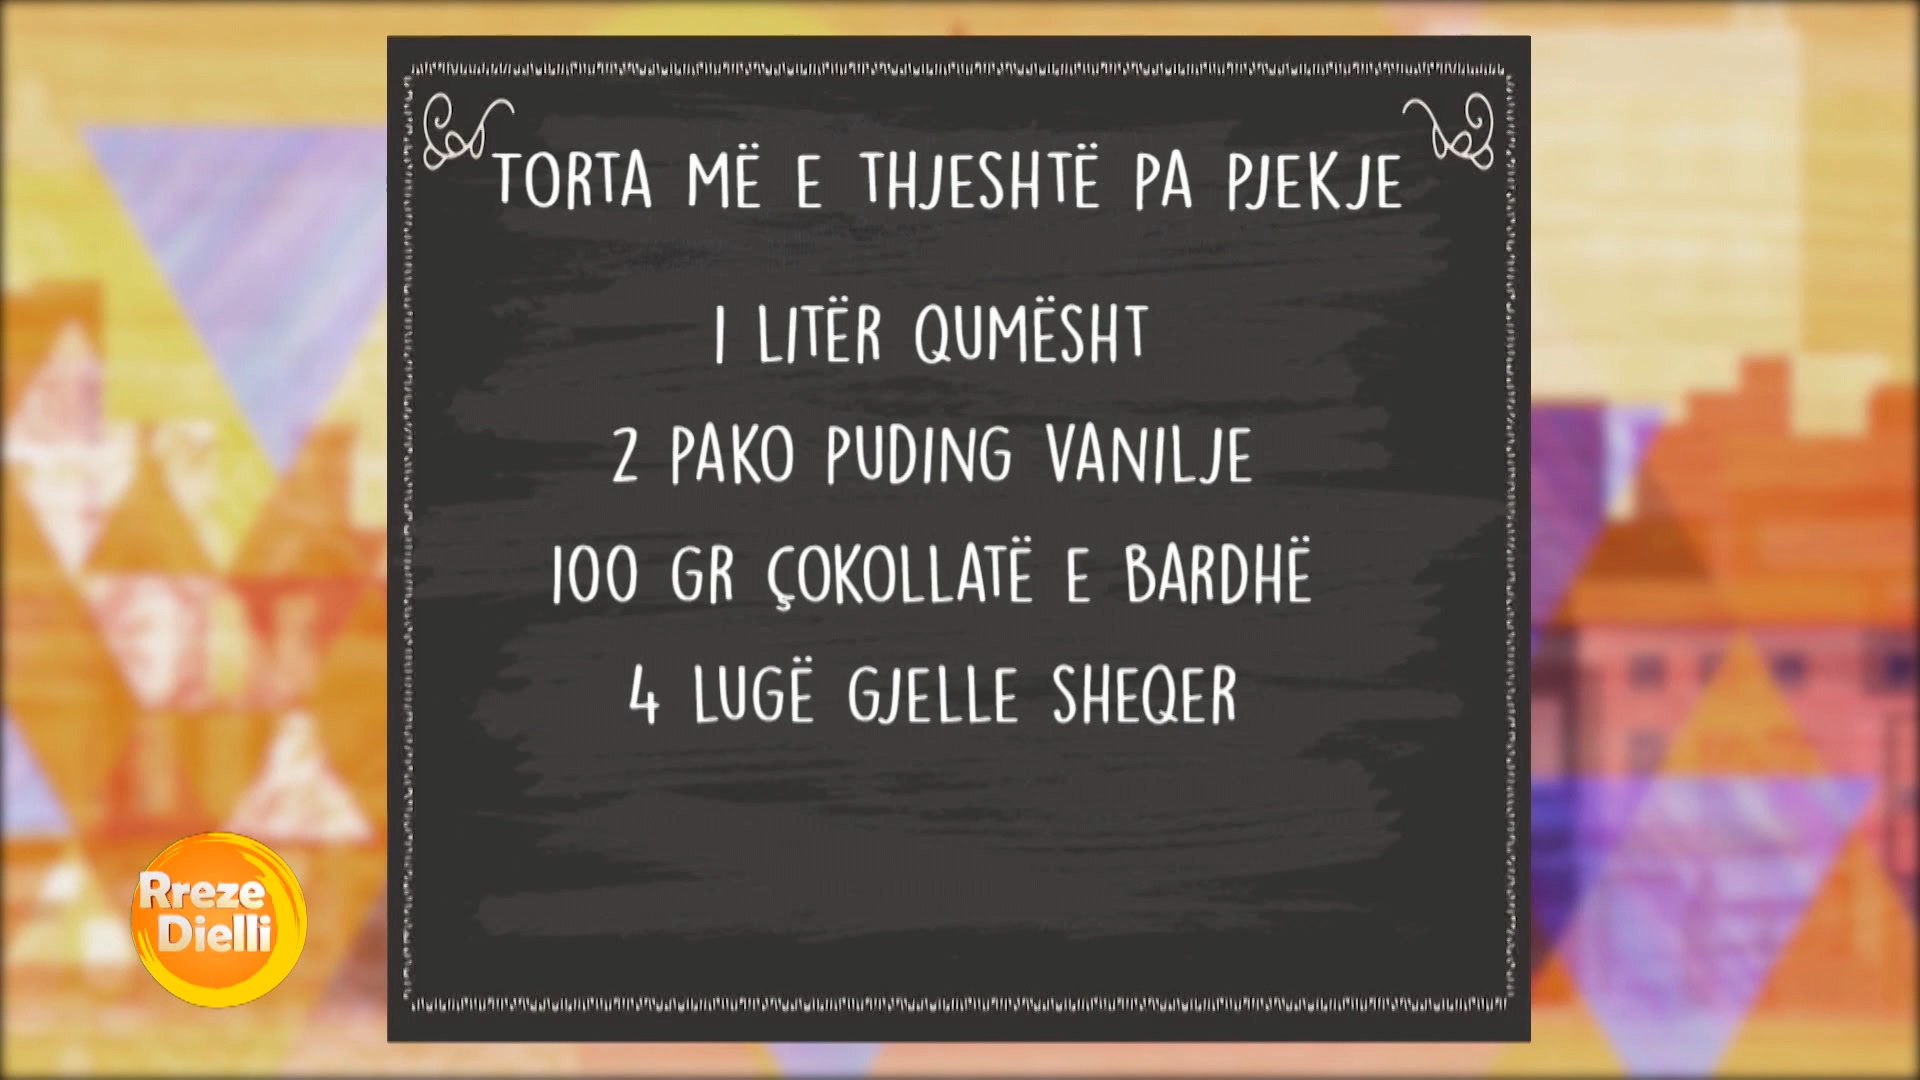 TORTA MË E THJESHTË PA PJEKJE
1 LITËR QUMËSHT
2 PAKO PUDING VANILJE
100 GR ÇOKOLLATË E BARDHË
4 LUGË GJELLE SHEQER
Rreze
Dielli